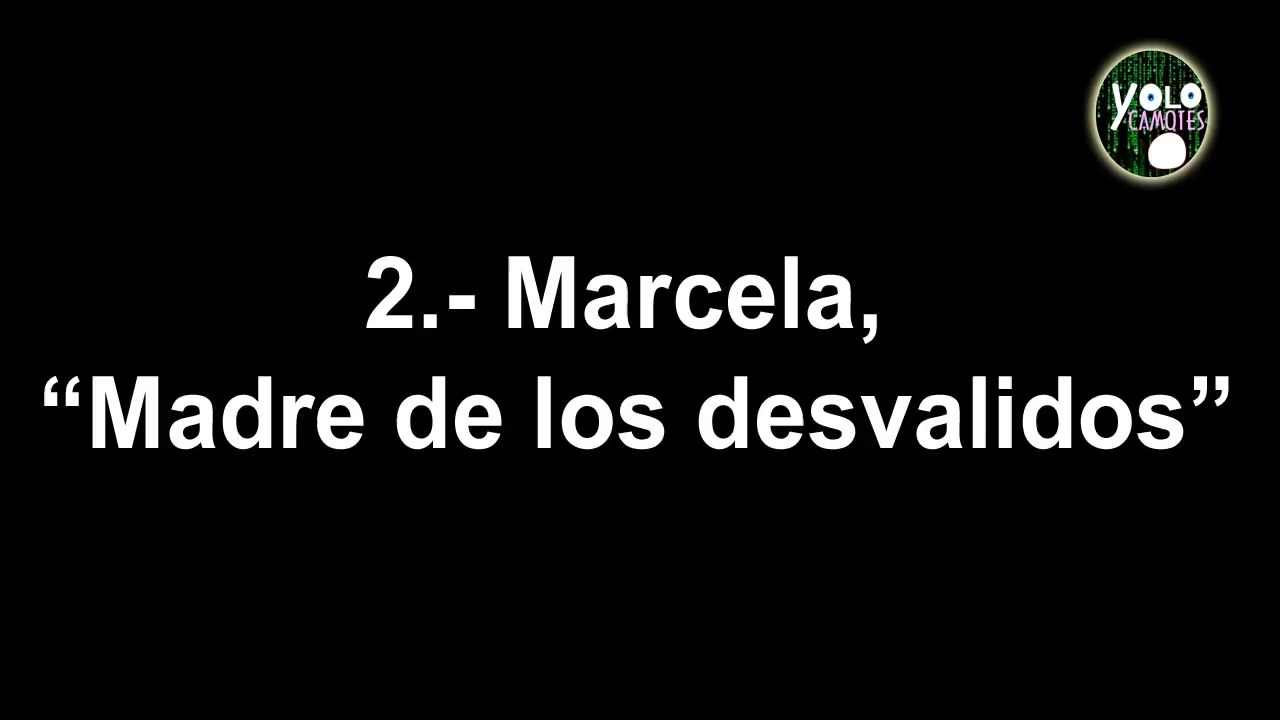 YOLO
CAMOTES
2.- Marcela,
“Madre de los desvalidos”